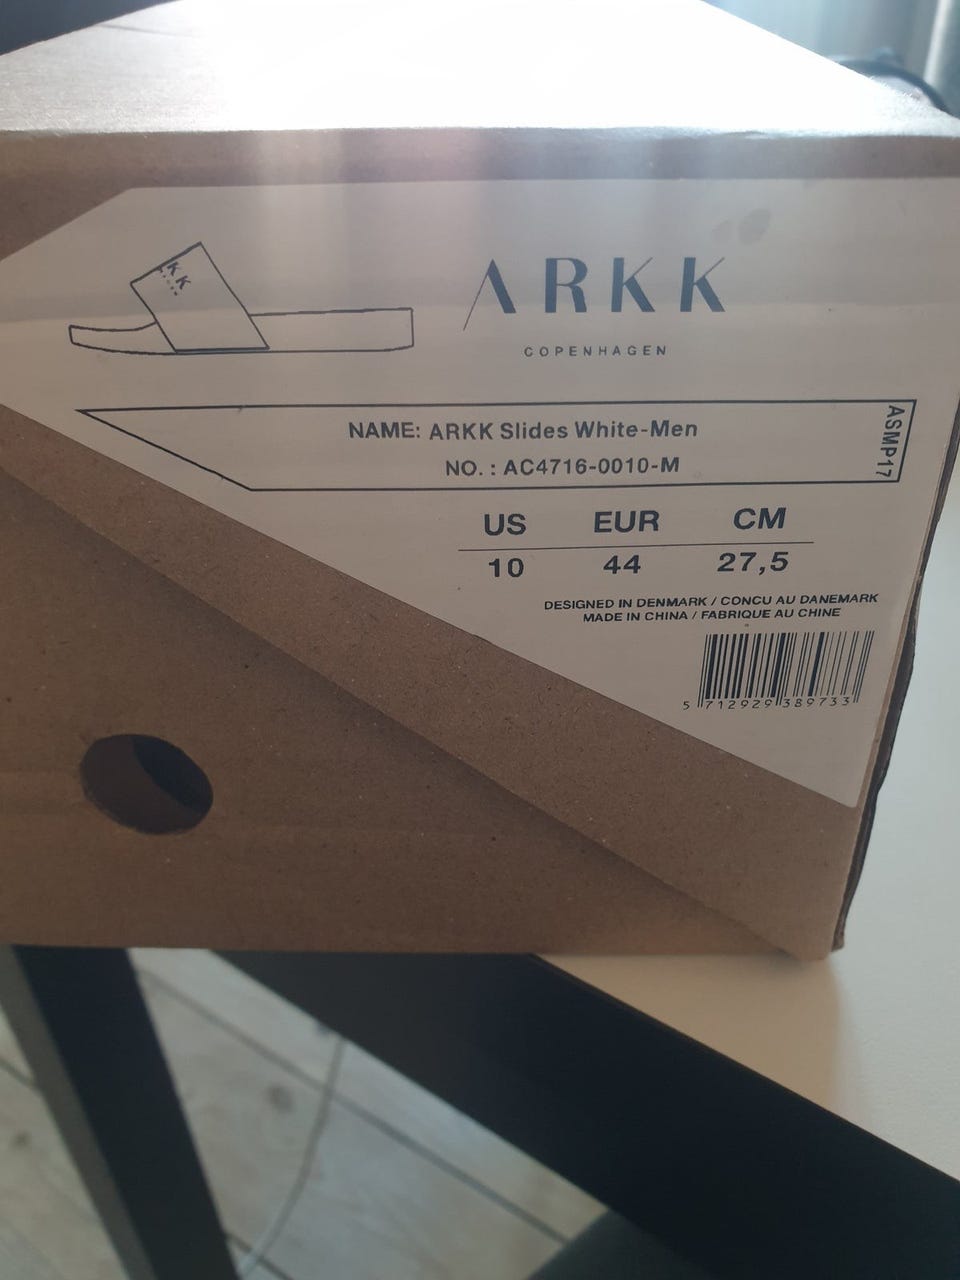 KK
ARKK
COPENHAGEN
NAME: ARKK Slides White-Men
NO. : AC4716-0010-M
ASMP17
US EUR CM
10 44 27,5
DESIGNED IN DENMARK / CONCU AU DANEMARK
MADE IN CHINA / FABRIQUE AU CHINE
5 712929 389733